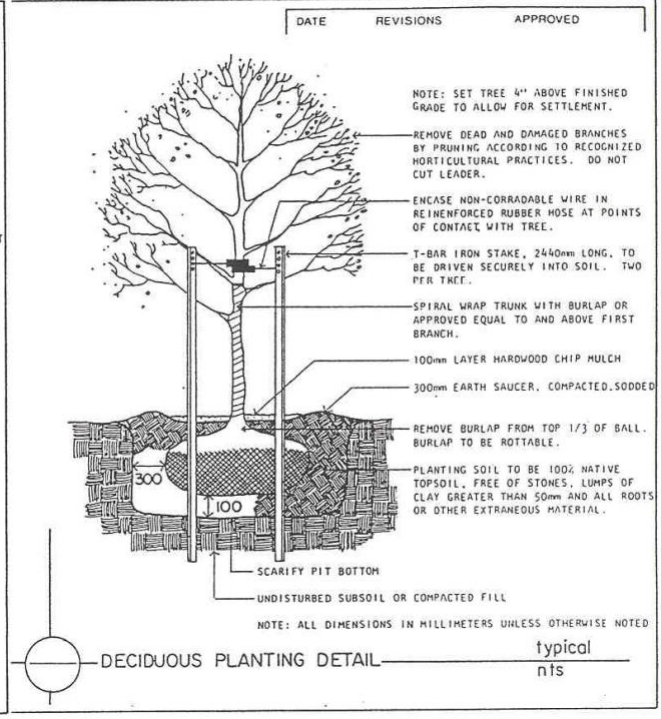 DATE REVISIONS APPROVED
NOTE: SET TREE 4" ABOVE FINISHED
GRADE TO ALLOW FOR SETTLEMENT.
REMOVE DEAD AND DAMAGED BRANCHES
BY PRUNING ACCORDING TO RECOGNIZED
HORTICULTURAL PRACTICES. DO NOT
CUT LEADER.
ENCASE NON-CORRADABLE WIRE IN
REINENFORCED RUBBER HOSE AT POINTS
OF CONTACT WITH TREE.
T-BAR IRON STAKE, 2440mm LONG, TO
BE DRIVEN SECURELY INTO SOIL. TWO
PER TREE.
SPIRAL WRAP TRUNK WITH BURLAP OR
APPROVED EQUAL TO AND ABOVE FIRST
BRANCH.
100mm LAYER HARDWOOD CHIP MULCH
300mm EARTH SAUCER, COMPACTED,SODDED
REMOVE BURLAP FROM TOP 1/3 OF BALL.
BURLAP TO BE ROTTABLE.
PLANTING SOIL TO BE 100% NATIVE
TOPSOIL, FREE OF STONES, LUMPS OF
CLAY GREATER THAN 50mm AND ALL ROOTS
OR OTHER EXTRANEOUS MATERIAL.
300
100
SCARIFY PIT BOTTOM
UNDISTURBED SUBSOIL OR COMPACTED FILL
NOTE: ALL DIMENSIONS IN MILLIMETERS UNLESS OTHERWISE NOTED
DECIDUOUS PLANTING DETAIL
typical
nts